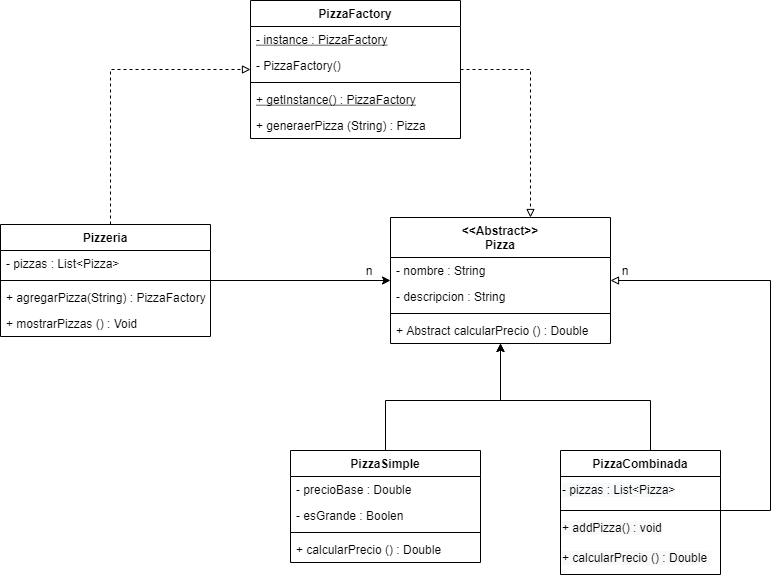 PizzaFactory
- instance : PizzaFactory
- PizzaFactory()
+ getInstance() : PizzaFactory
+ generaerPizza (String) : Pizza
Pizzeria
- pizzas : List<Pizza>
+ agregarPizza(String) : PizzaFactory
+ mostrarPizzas () : Void
n
<<Abstract>>
Pizza
- nombre : String
- descripcion : String
+ Abstract calcularPrecio () : Double
n
PizzaSimple
- precioBase : Double
- esGrande : Boolen
+ calcularPrecio () : Double
PizzaCombinada
- pizzas : List<Pizza>
+ addPizza() : void
+ calcularPrecio () : Double